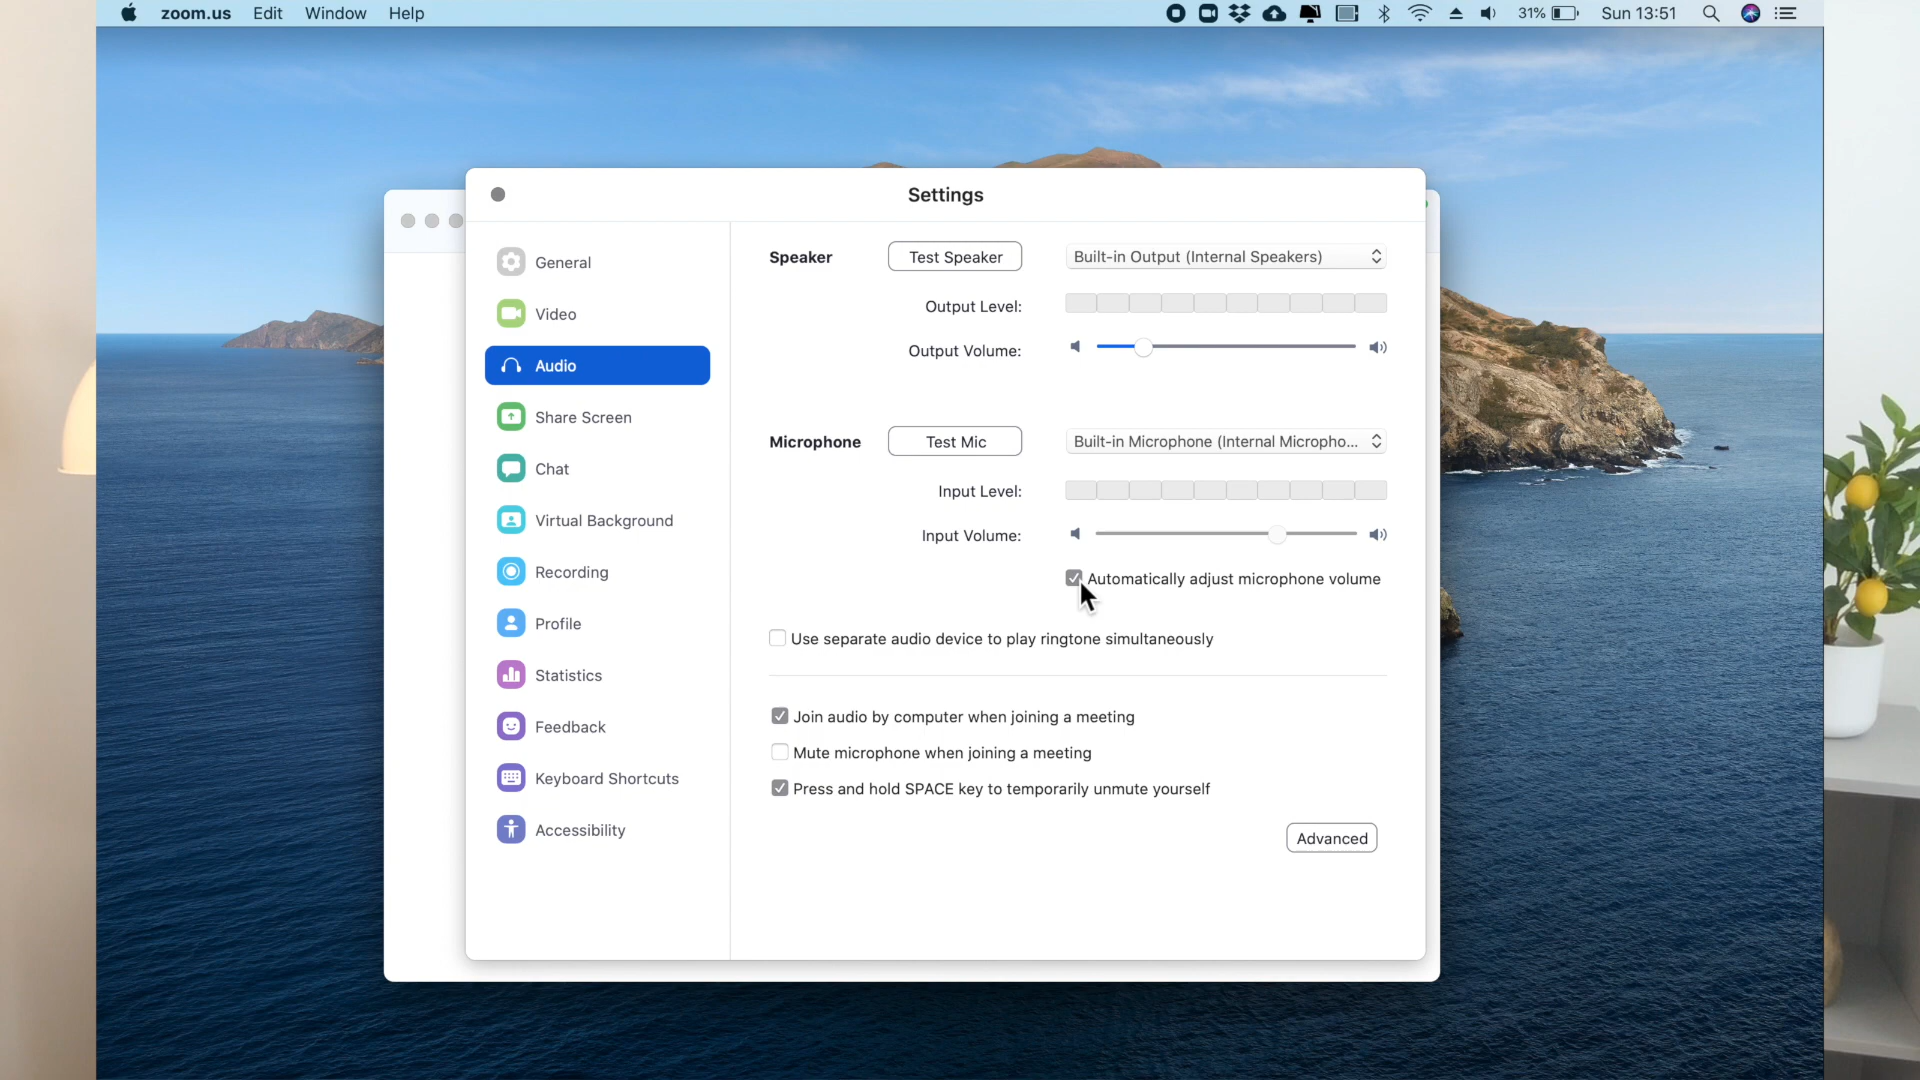 zoom.us Edit Window Help 31% Sun 13:51
Settings
General
Video
Audio
Share Screen
Chat
Virtual Background
Recording
Profile
Statistics
Feedback
Keyboard Shortcuts
Accessibility
Speaker Test Speaker Built-in Output (Internal Speakers)
Output Level:
Output Volume:
Microphone Test Mic Built-in Microphone (Internal Micropho...
Input Level:
Input Volume:
Automatically adjust microphone volume
Use separate audio device to play ringtone simultaneously
Join audio by computer when joining a meeting
Mute microphone when joining a meeting
Press and hold SPACE key to temporarily unmute yourself
Advanced